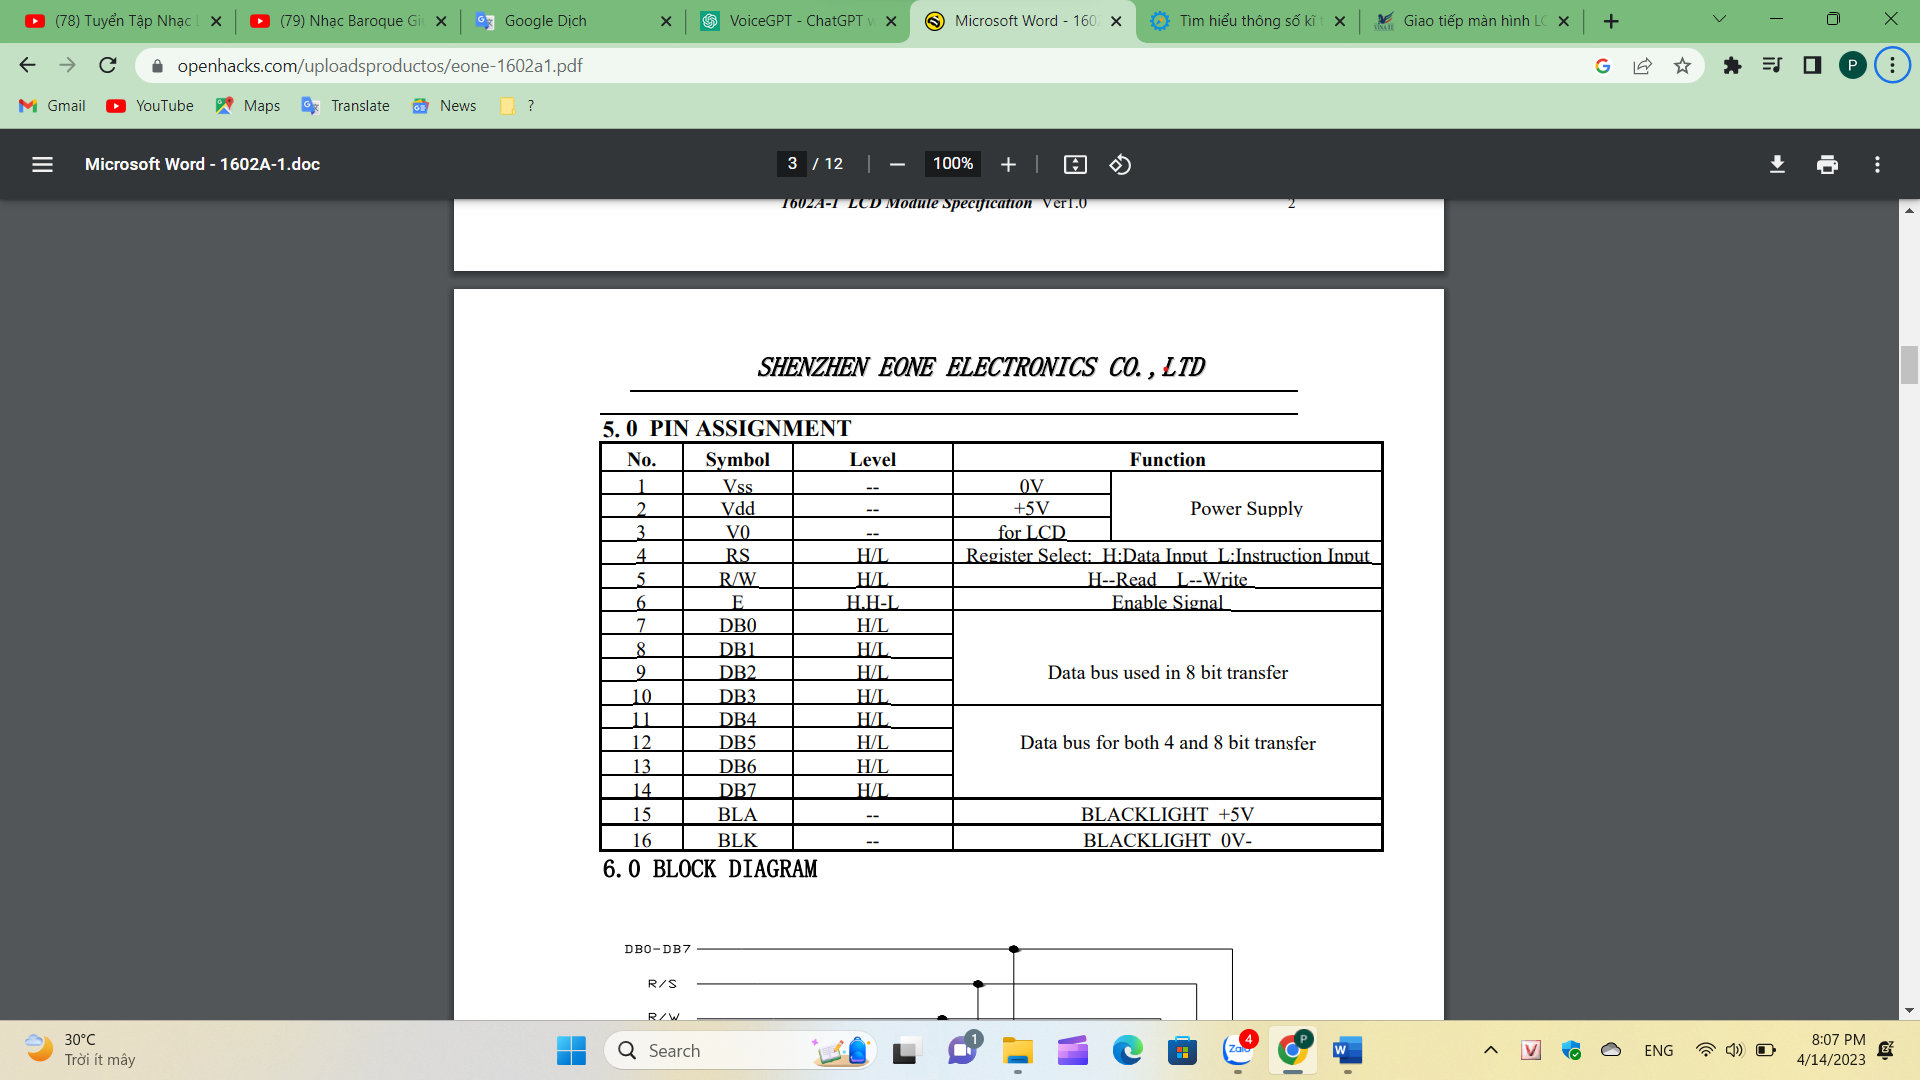 (78) Tuyển Tập Nhạc
(79) Nhạc Baroque Gi
Google Dịch
VoiceGPT - ChatGPT
Microsoft Word - 160
Tìm hiểu thông số kĩ
Giao tiếp màn hình LC
openhacks.com/uploadsproductos/eone-1602a1.pdf
P
Gmail
YouTube
Maps
Translate
News
?
Microsoft Word - 1602A-1.doc
3 / 12
100%
1602A-1 LCD Module Specification Ver1.0 2
SHENZHEN EONE ELECTRONICS CO.,LTD
5.0 PIN ASSIGNMENT
No. Symbol Level Function
1 Vss -- 0V
2 Vdd -- +5V Power Supply
3 V0 -- for LCD
4 RS H/L Register Select: H:Data Input L:Instruction Input
5 R/W H/L H--Read L--Write
6 E H,H-L Enable Signal
7 DB0 H/L
8 DB1 H/L
9 DB2 H/L Data bus used in 8 bit transfer
10 DB3 H/L
11 DB4 H/L
12 DB5 H/L Data bus for both 4 and 8 bit transfer
13 DB6 H/L
14 DB7 H/L
15 BLA -- BLACKLIGHT +5V
16 BLK -- BLACKLIGHT 0V-
6.0 BLOCK DIAGRAM
DB0-DB7
R/S
R/W
30°C
Trời ít mây
Search
1
Zalo
4
P
W
V
ENG
8:07 PM
4/14/2023